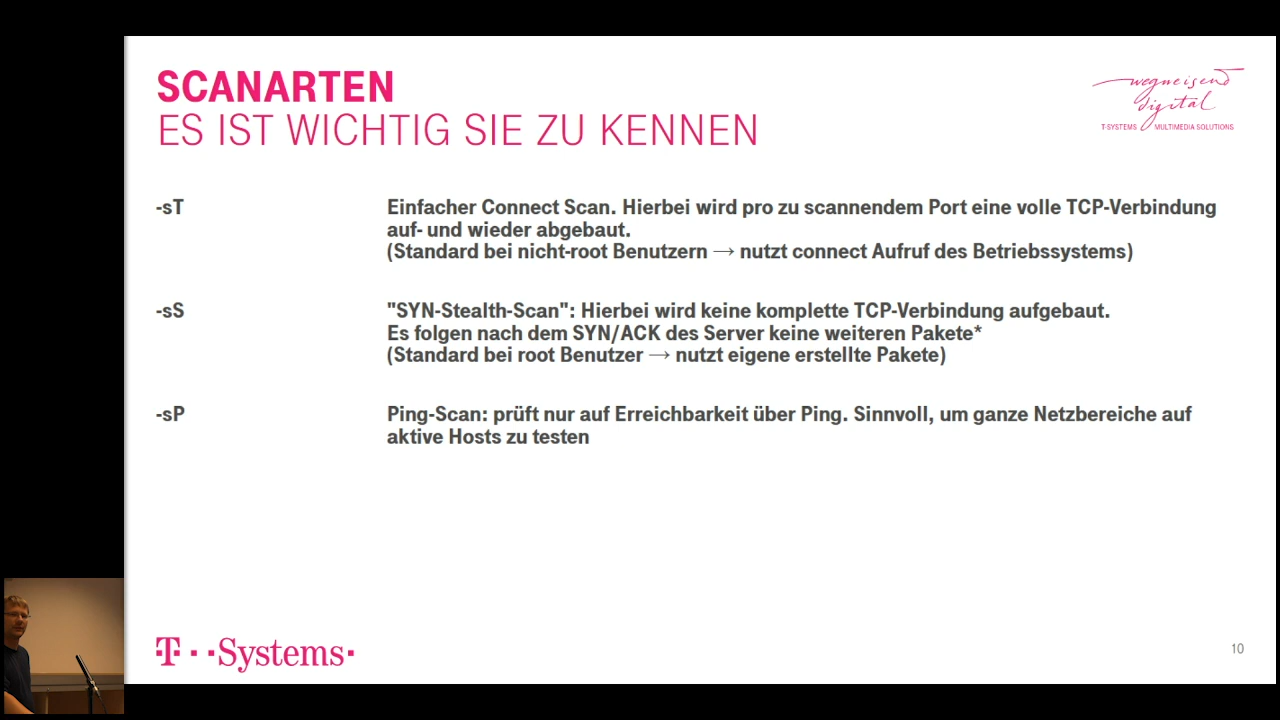 SCANARTEN
ES IST WICHTIG SIE ZU KENNEN
wegweisend
digital
T-SYSTEMS MULTIMEDIA SOLUTIONS
-sT
Einfacher Connect Scan. Hierbei wird pro zu scannendem Port eine volle TCP-Verbindung
auf- und wieder abgebaut.
(Standard bei nicht-root Benutzern → nutzt connect Aufruf des Betriebssystems)
-sS
"SYN-Stealth-Scan": Hierbei wird keine komplette TCP-Verbindung aufgebaut.
Es folgen nach dem SYN/ACK des Server keine weiteren Pakete*
(Standard bei root Benutzer → nutzt eigene erstellte Pakete)
-sP
Ping-Scan: prüft nur auf Erreichbarkeit über Ping. Sinnvoll, um ganze Netzbereiche auf
aktive Hosts zu testen
T··Systems·
10